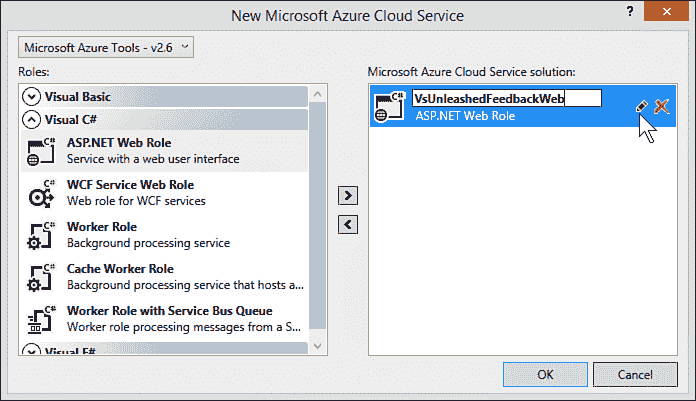 New Microsoft Azure Cloud Service
?
Microsoft Azure Tools - v2.6
Roles:
Visual Basic
Visual C#
C#
ASP.NET Web Role
Service with a web user interface
C#
WCF Service Web Role
Web role for WCF services
C#
Worker Role
Background processing service
C#
Cache Worker Role
Background processing service that hosts a...
C#
Worker Role with Service Bus Queue
Worker role processing messages from a S...
Visual F#
>
<
Microsoft Azure Cloud Service solution:
C#
VsUnleashedFeedbackWeb
ASP.NET Web Role
OK
Cancel